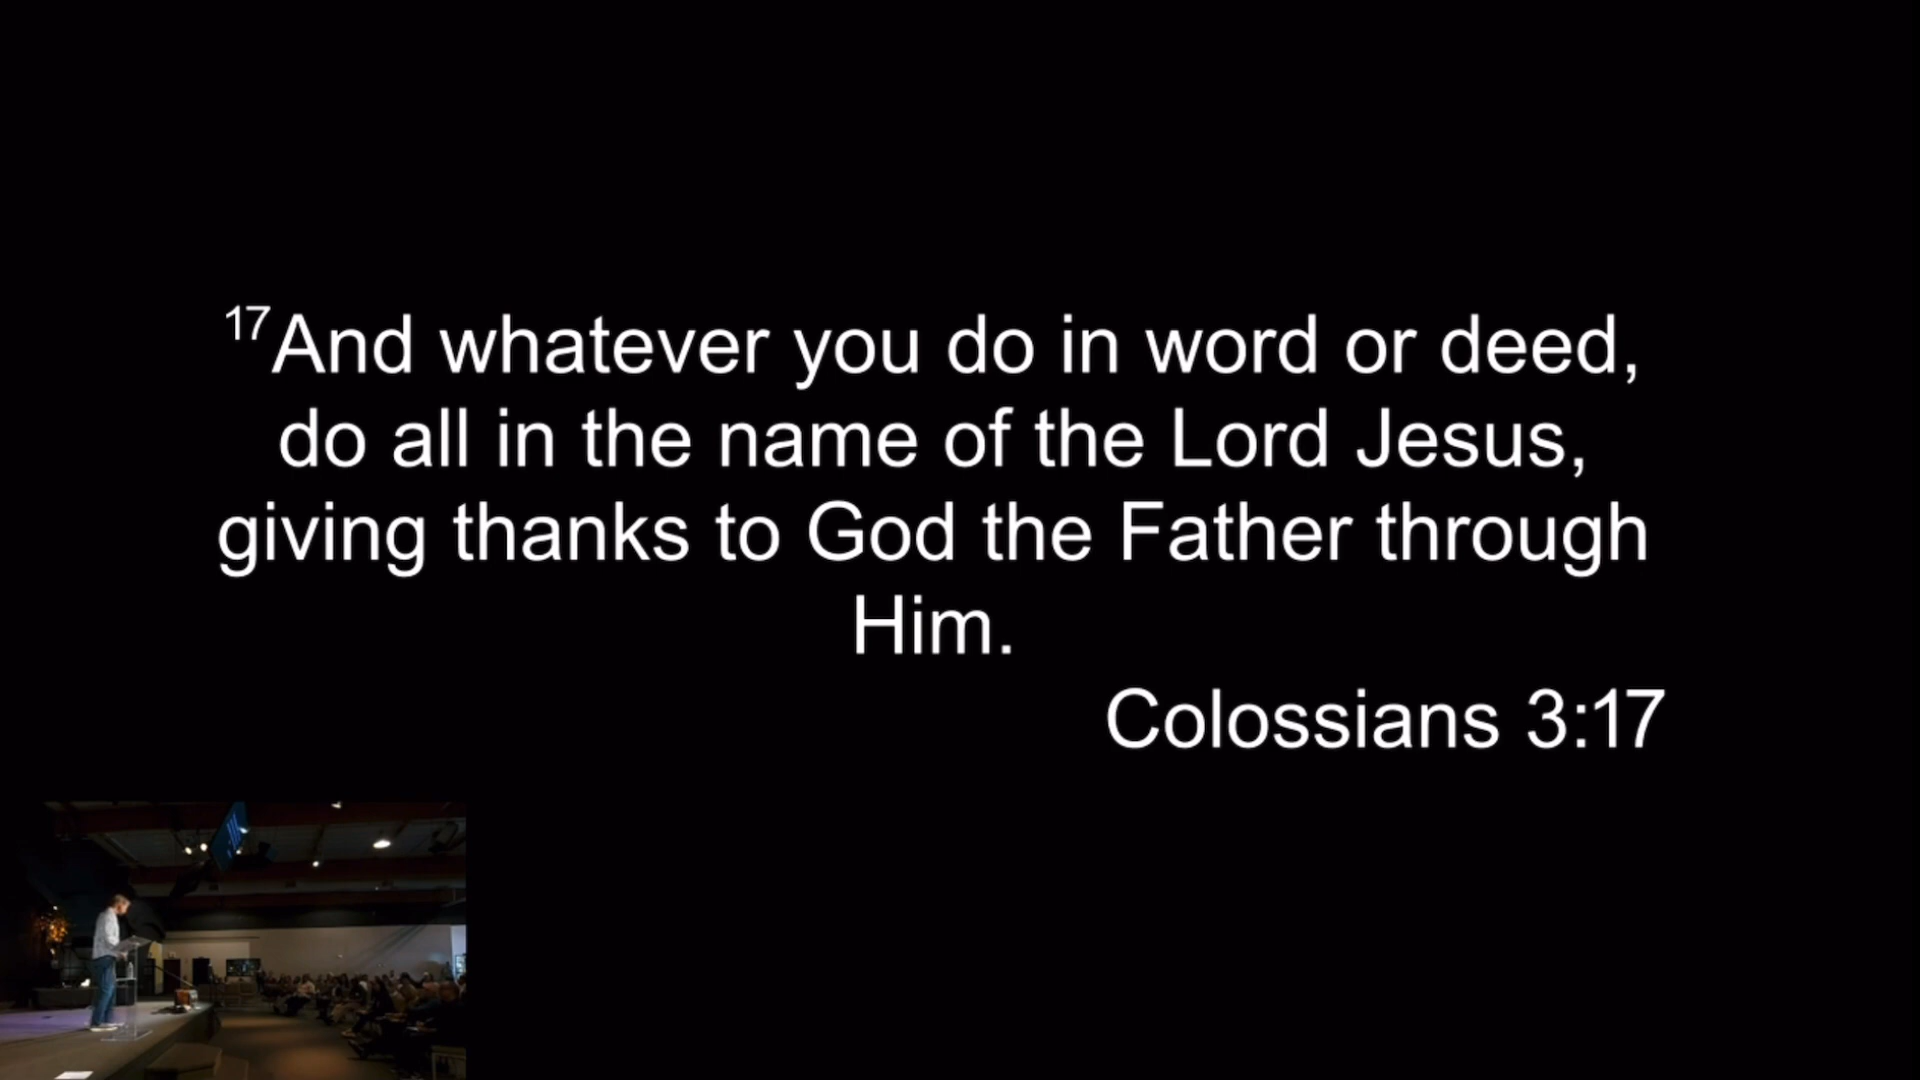 17And whatever you do in word or deed,
do all in the name of the Lord Jesus,
giving thanks to God the Father through
Him.
Colossians 3:17